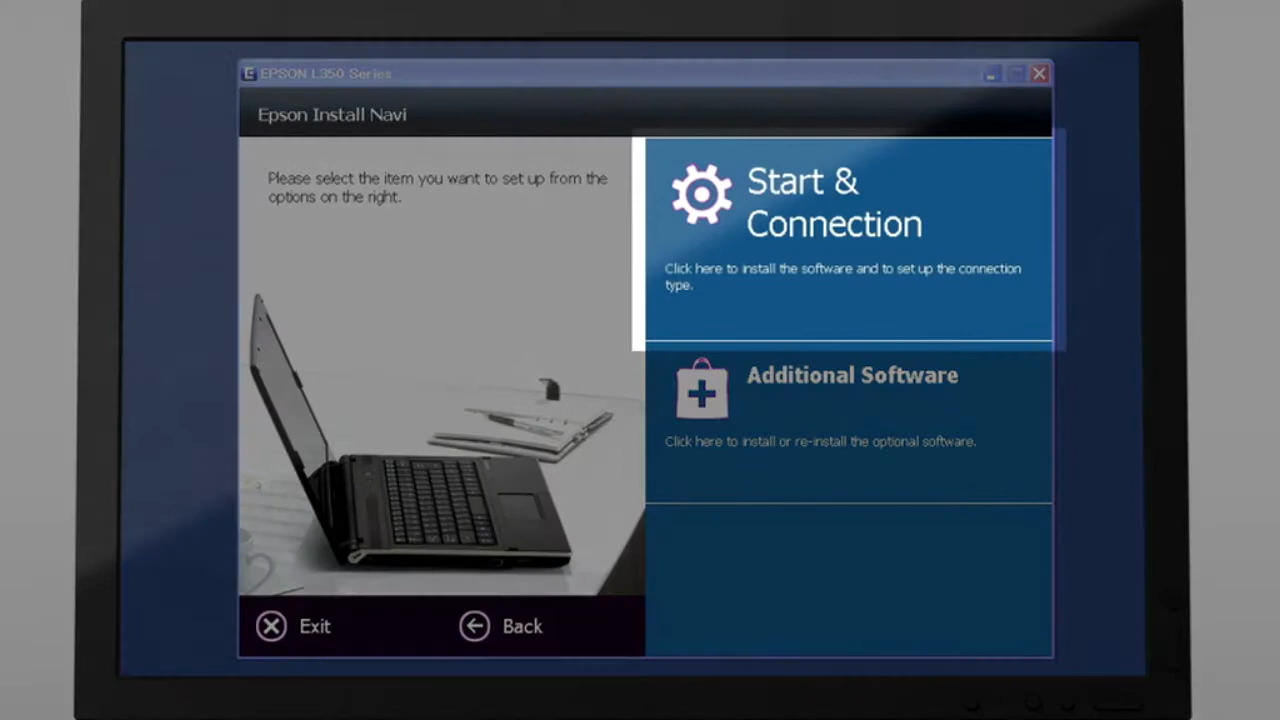 EPSON L350 Series
Epson Install Navi
Please select the item you want to set up from the
options on the right.
Start &
Connection
Click here to install the software and to set up the connection
type.
Additional Software
Click here to install or re-install the optional software.
Exit
Back